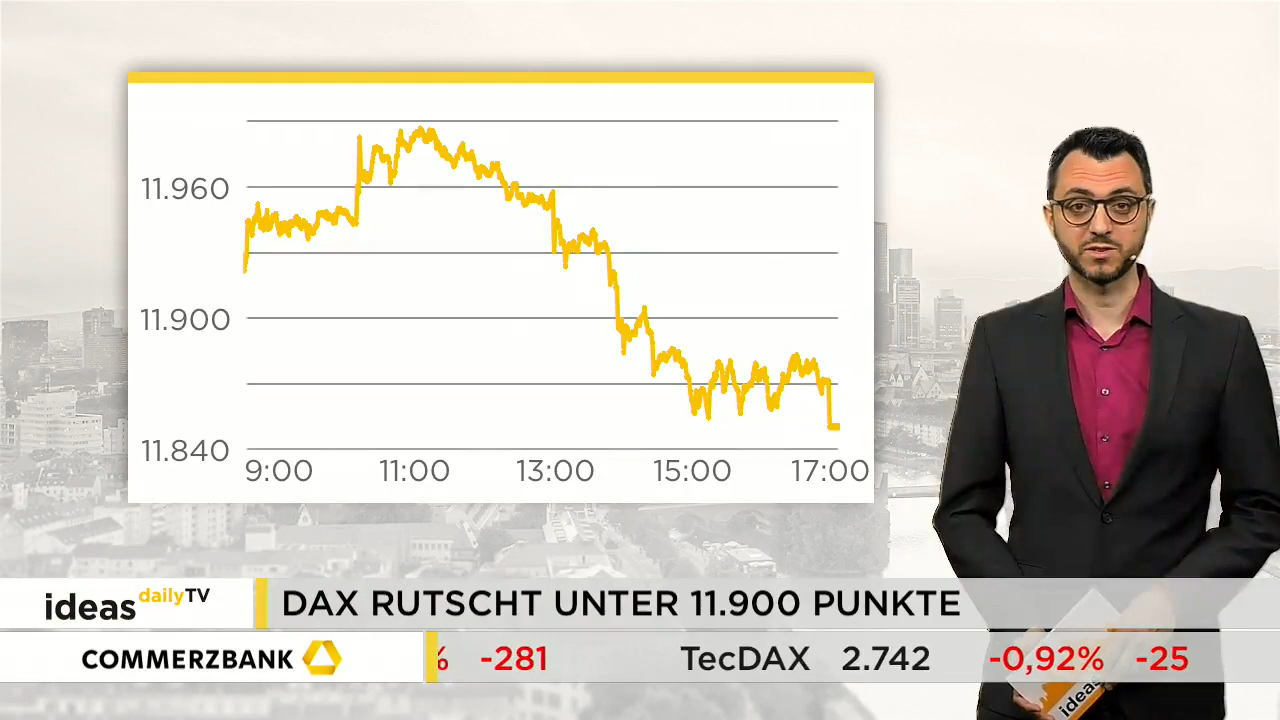 11.960
11.900
11.840
9:00 11:00 13:00 15:00 17:00
ideas dailyTV
DAX RUTSCHT UNTER 11.900 PUNKTE
COMMERZBANK
% -281 TecDAX 2.742 -0,92% -25
ideas